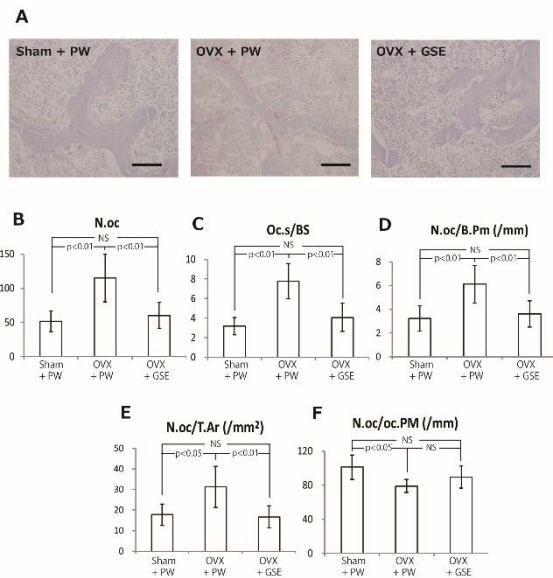 A
Sham + PW
OVX + PW
OVX + GSE
B
N.oc
NS
p<0.01
p<0.01
150
100
50
0
Sham + PW
OVX + PW
OVX + GSE
C
Oc.s/BS
NS
p<0.01
p<0.01
10
8
6
4
2
0
Sham + PW
OVX + PW
OVX + GSE
D
N.oc/B.Pm (/mm)
NS
p<0.01
p<0.01
8
6
4
2
0
Sham + PW
OVX + PW
OVX + GSE
E
N.oc/T.Ar (/mm²)
NS
p<0.05
p<0.01
50
40
30
20
10
0
Sham + PW
OVX + PW
OVX + GSE
F
N.oc/oc.PM (/mm)
NS
p<0.05
NS
120
80
40
0
Sham + PW
OVX + PW
OVX + GSE